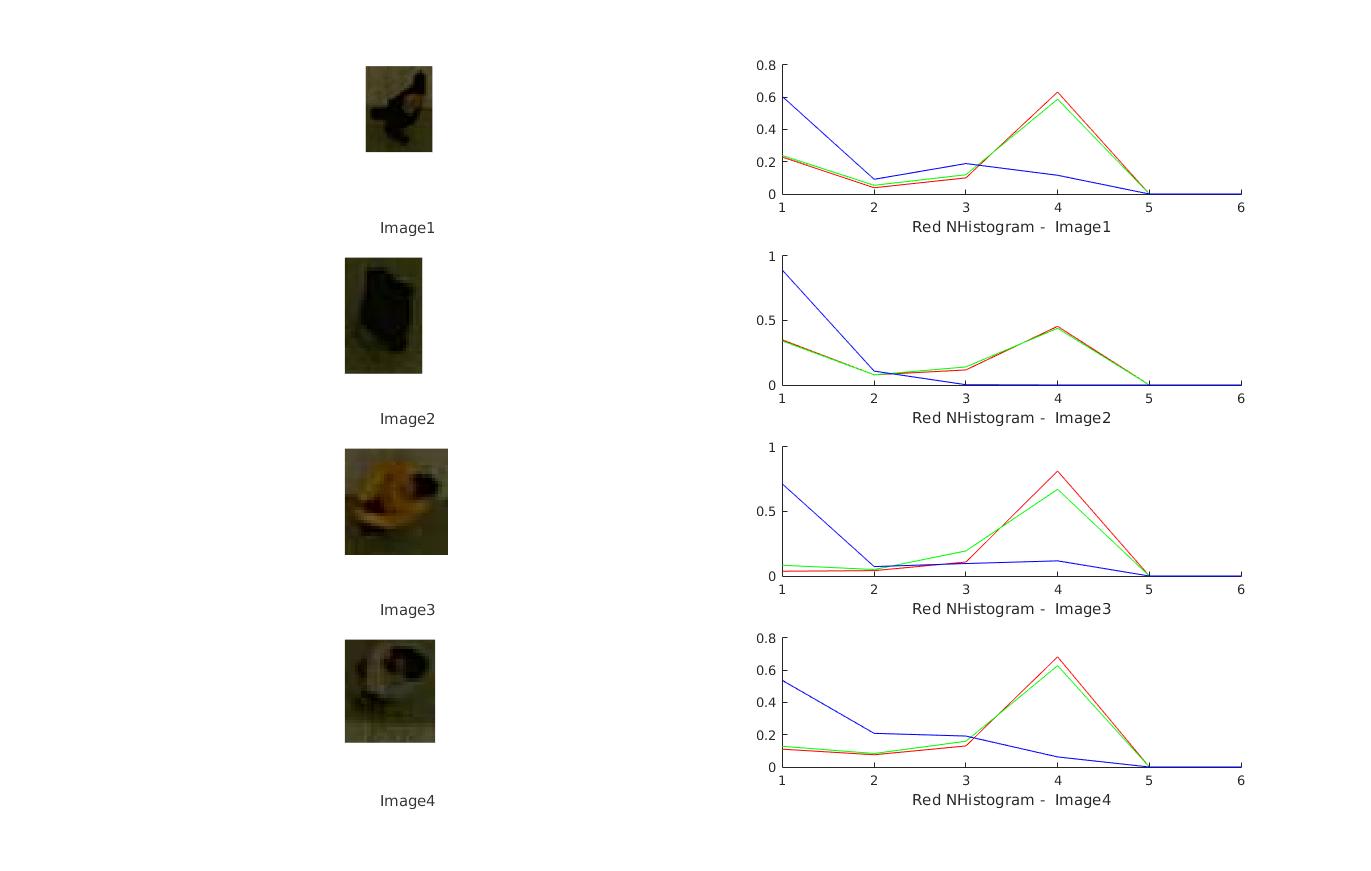 0.8
0.6
0.4
0.2
0
1 2 3 4 5 6
Image1
Red NHistogram - Image1
1
0.5
0
1 2 3 4 5 6
Image2
Red NHistogram - Image2
1
0.5
0
1 2 3 4 5 6
Image3
Red NHistogram - Image3
0.8
0.6
0.4
0.2
0
1 2 3 4 5 6
Image4
Red NHistogram - Image4